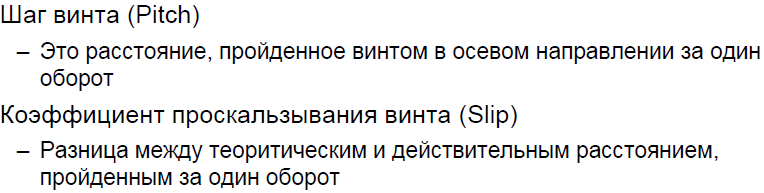 Шаг винта (Pitch)
– Это расстояние, пройденное винтом в осевом направлении за один
оборот
Коэффициент проскальзывания винта (Slip)
– Разница между теоритическим и действительным расстоянием,
пройденным за один оборот